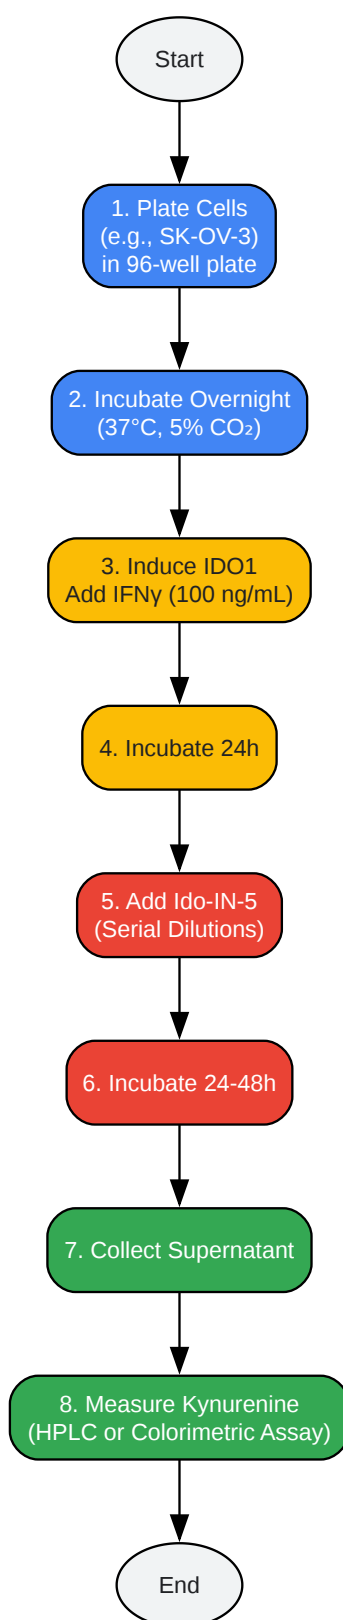 Start
1. Plate Cells
(e.g., SK-OV-3)
in 96-well plate
2. Incubate Overnight
(37°C, 5% CO₂)
3. Induce IDO1
Add IFNγ (100 ng/mL)
4. Incubate 24h
5. Add Ido-IN-5
(Serial Dilutions)
6. Incubate 24-48h
7. Collect Supernatant
8. Measure Kynurenine
(HPLC or Colorimetric Assay)
End